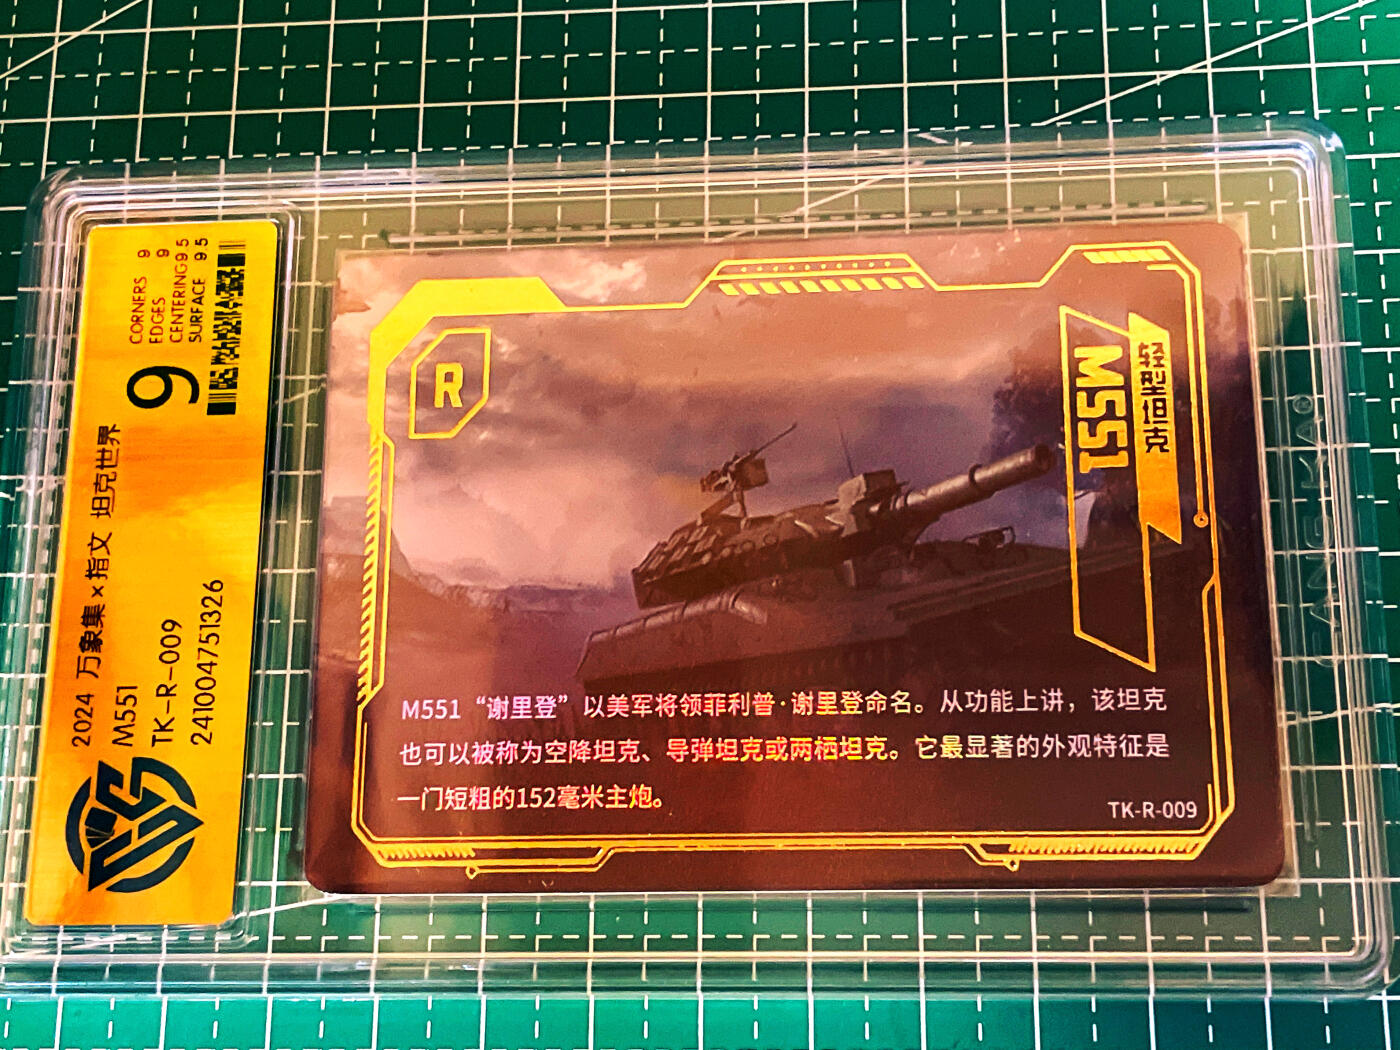 2024 万象集×指文 坦克世界
M551
TK-R-009
24100475​1326
9
CORNERS 9
EDGES 9
CENTERING 9.5
SURFACE 9.5
R
轻型坦克
M551
M551“谢里登”以美军将领菲利普·谢里登命名。从功能上讲，该坦克
也可以被称为空降坦克、导弹坦克或两栖坦克。它最显著的外观特征是
一门短粗的152毫米主炮。
TK-R-009